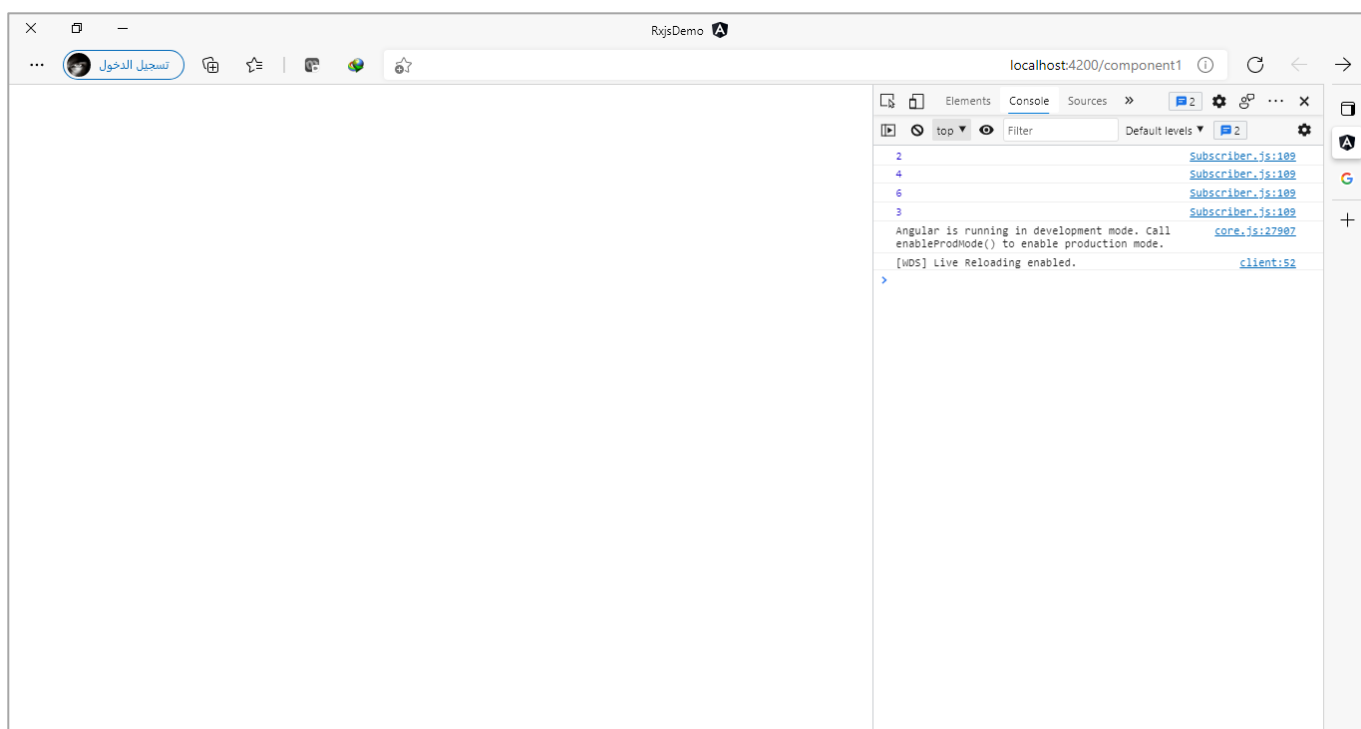 RxjsDemo
تسجيل الدخول
localhost:4200/component1
Elements Console Sources 2
top Filter Default levels 2
2 Subscriber.js:109
4 Subscriber.js:109
6 Subscriber.js:109
3 Subscriber.js:109
Angular is running in development mode. Call core.js:27907
enableProdMode() to enable production mode.
[WDS] Live Reloading enabled. client:52